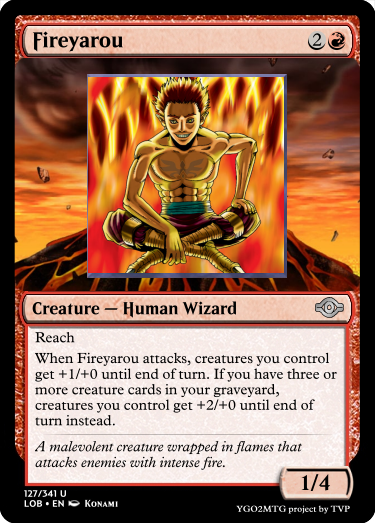 Fireyarou 2
Creature — Human Wizard
Reach
When Fireyarou attacks, creatures you control
get +1/+0 until end of turn. If you have three or
more creature cards in your graveyard,
creatures you control get +2/+0 until end of
turn instead.
A malevolent creature wrapped in flames that
attacks enemies with intense fire.
1/4
127/341 U
LOB • EN Konami
YGO2MTG project by TVP